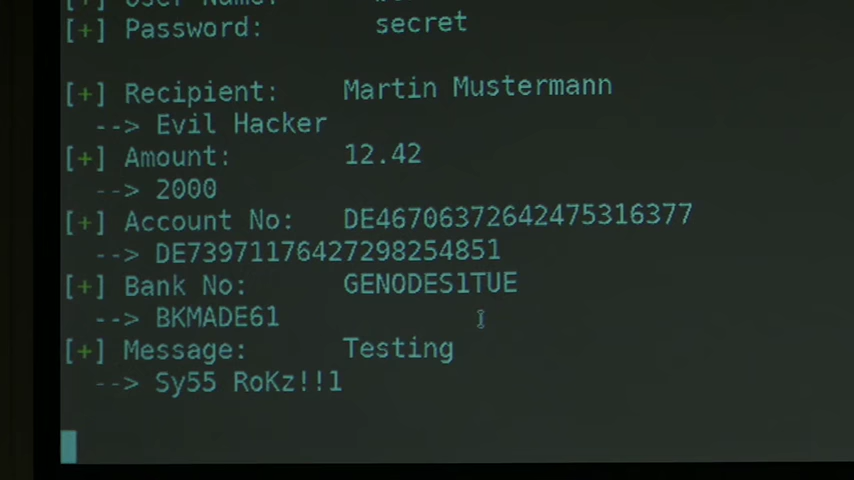 [+] Password: secret
[+] Recipient: Martin Mustermann
--> Evil Hacker
[+] Amount: 12.42
--> 2000
[+] Account No: DE46706372642475316377
--> DE73971176427298254851
[+] Bank No: GENODES1TUE
--> BKMADE61
[+] Message: Testing
--> Sy55 RoKz!!1